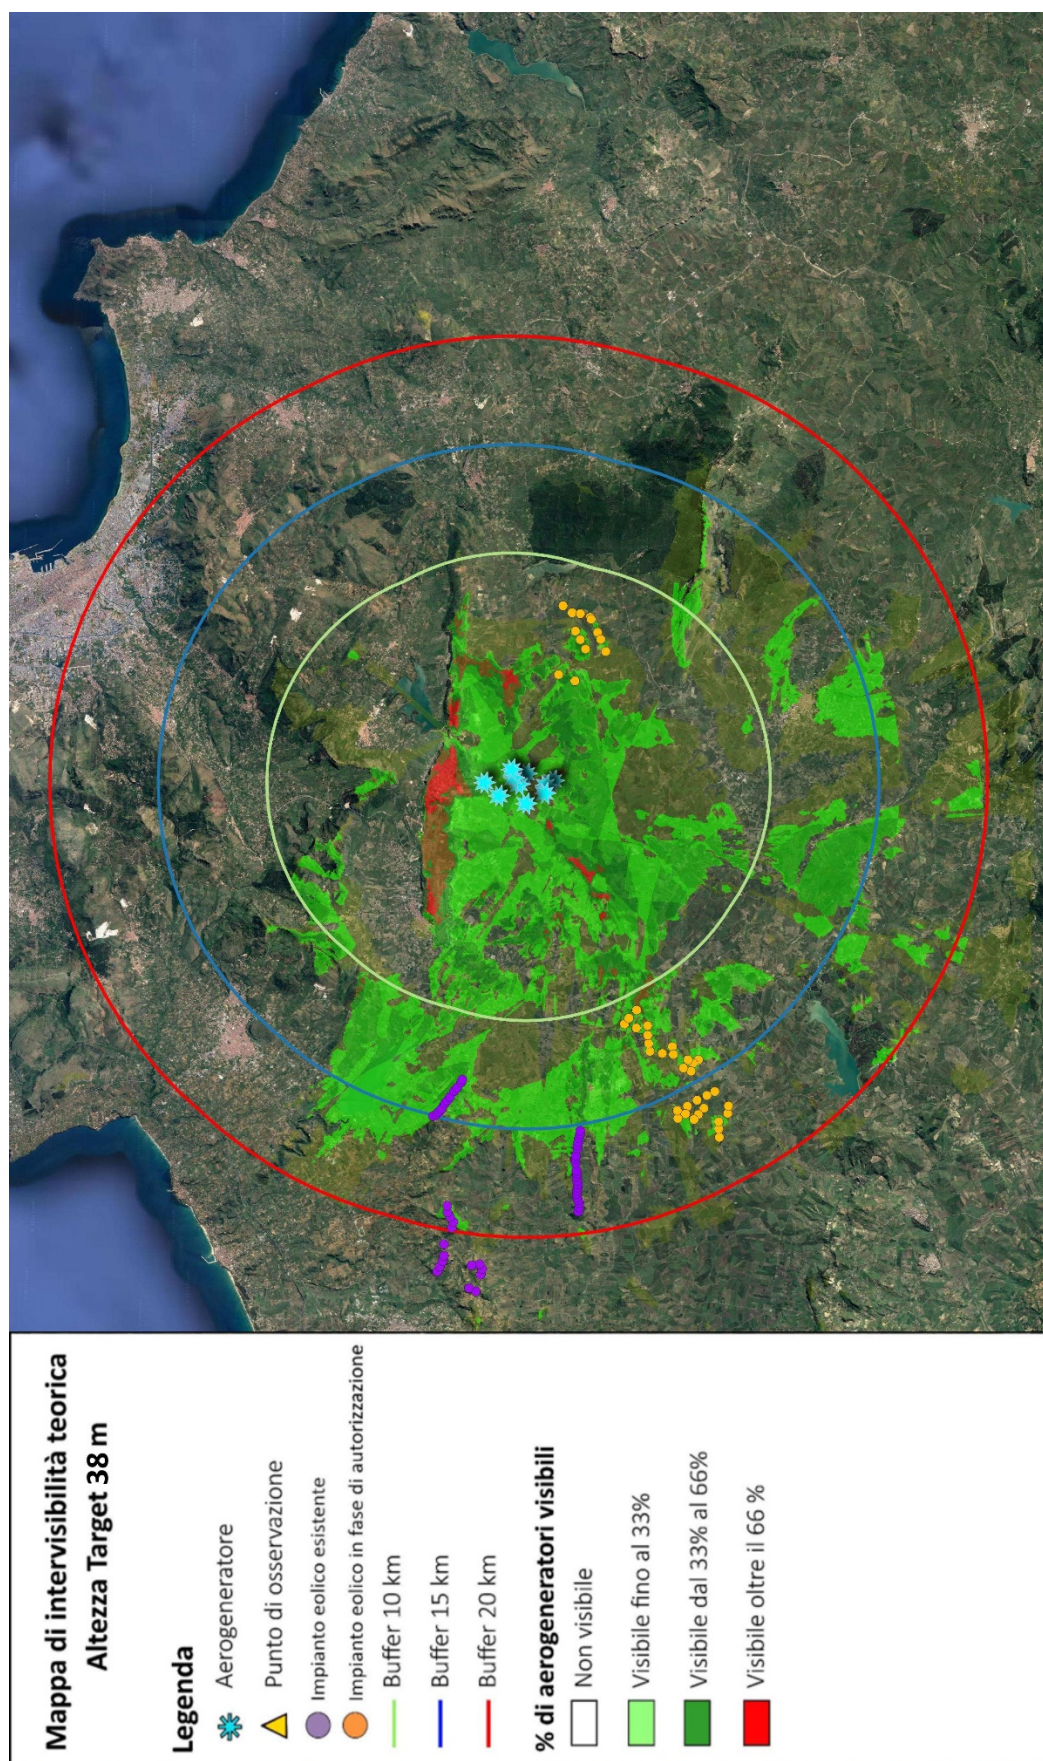 Mappa di intervisibilità teorica
Altezza Target 38 m
Legenda
Aerogeneratore
Punto di osservazione
Impianto eolico esistente
Impianto eolico in fase di autorizzazione
Buffer 10 km
Buffer 15 km
Buffer 20 km
% di aerogeneratori visibili
Non visibile
Visibile fino al 33%
Visibile dal 33% al 66%
Visibile oltre il 66 %